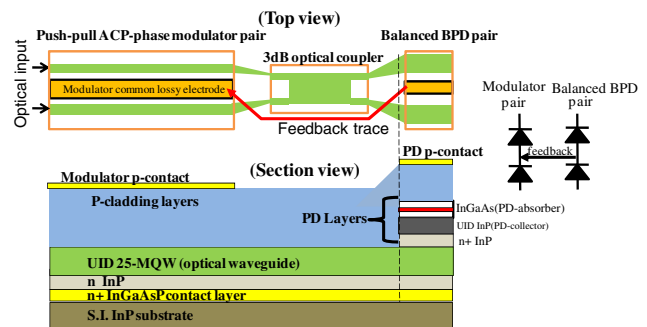 (Top view)
Push-pull ACP-phase modulator pair
Balanced BPD pair
3dB optical coupler
Optical input
Modulator common lossy electrode
Feedback trace
Modulator pair
Balanced BPD pair
feedback
(Section view)
PD p-contact
Modulator p-contact
P-cladding layers
PD Layers
InGaAs(PD-absorber)
UID InP(PD-collector)
n+ InP
UID 25-MQW (optical waveguide)
n InP
n+ InGaAsP contact layer
S.I. InP substrate